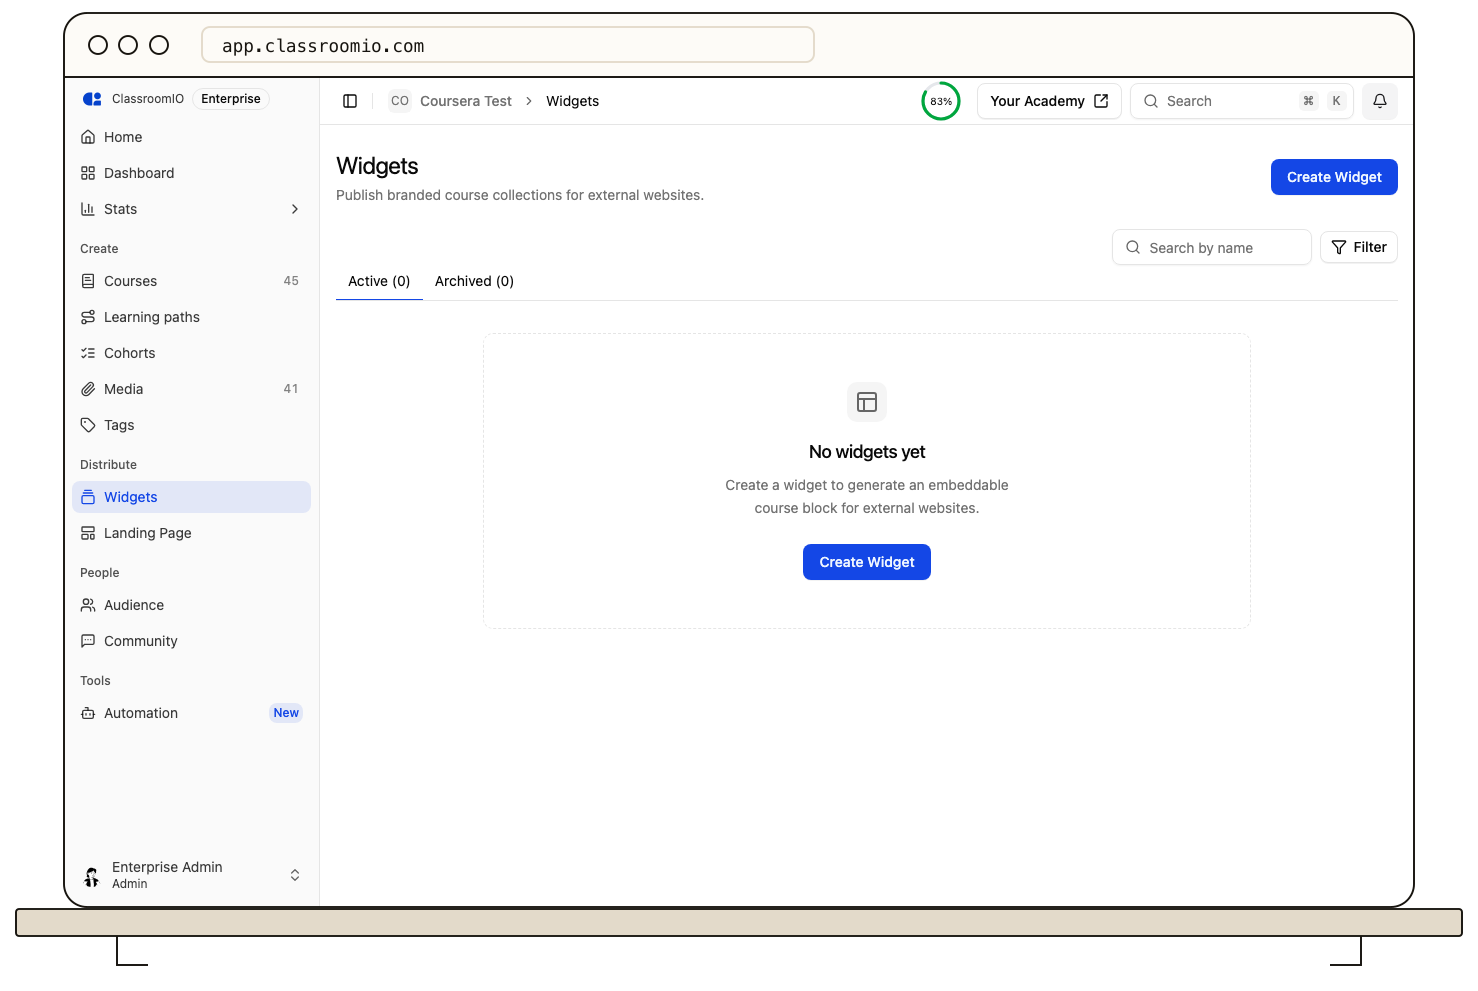 app.classroomio.com
ClassroomIO Enterprise
Home
Dashboard
Stats
Create
Courses 45
Learning paths
Cohorts
Media 41
Tags
Distribute
Widgets
Landing Page
People
Audience
Community
Tools
Automation New
Enterprise Admin
Admin
CO Coursera Test Widgets
83%
Your Academy
Search ⌘ K
Widgets
Publish branded course collections for external websites.
Create Widget
Search by name
Filter
Active (0) Archived (0)
No widgets yet
Create a widget to generate an embeddable
course block for external websites.
Create Widget